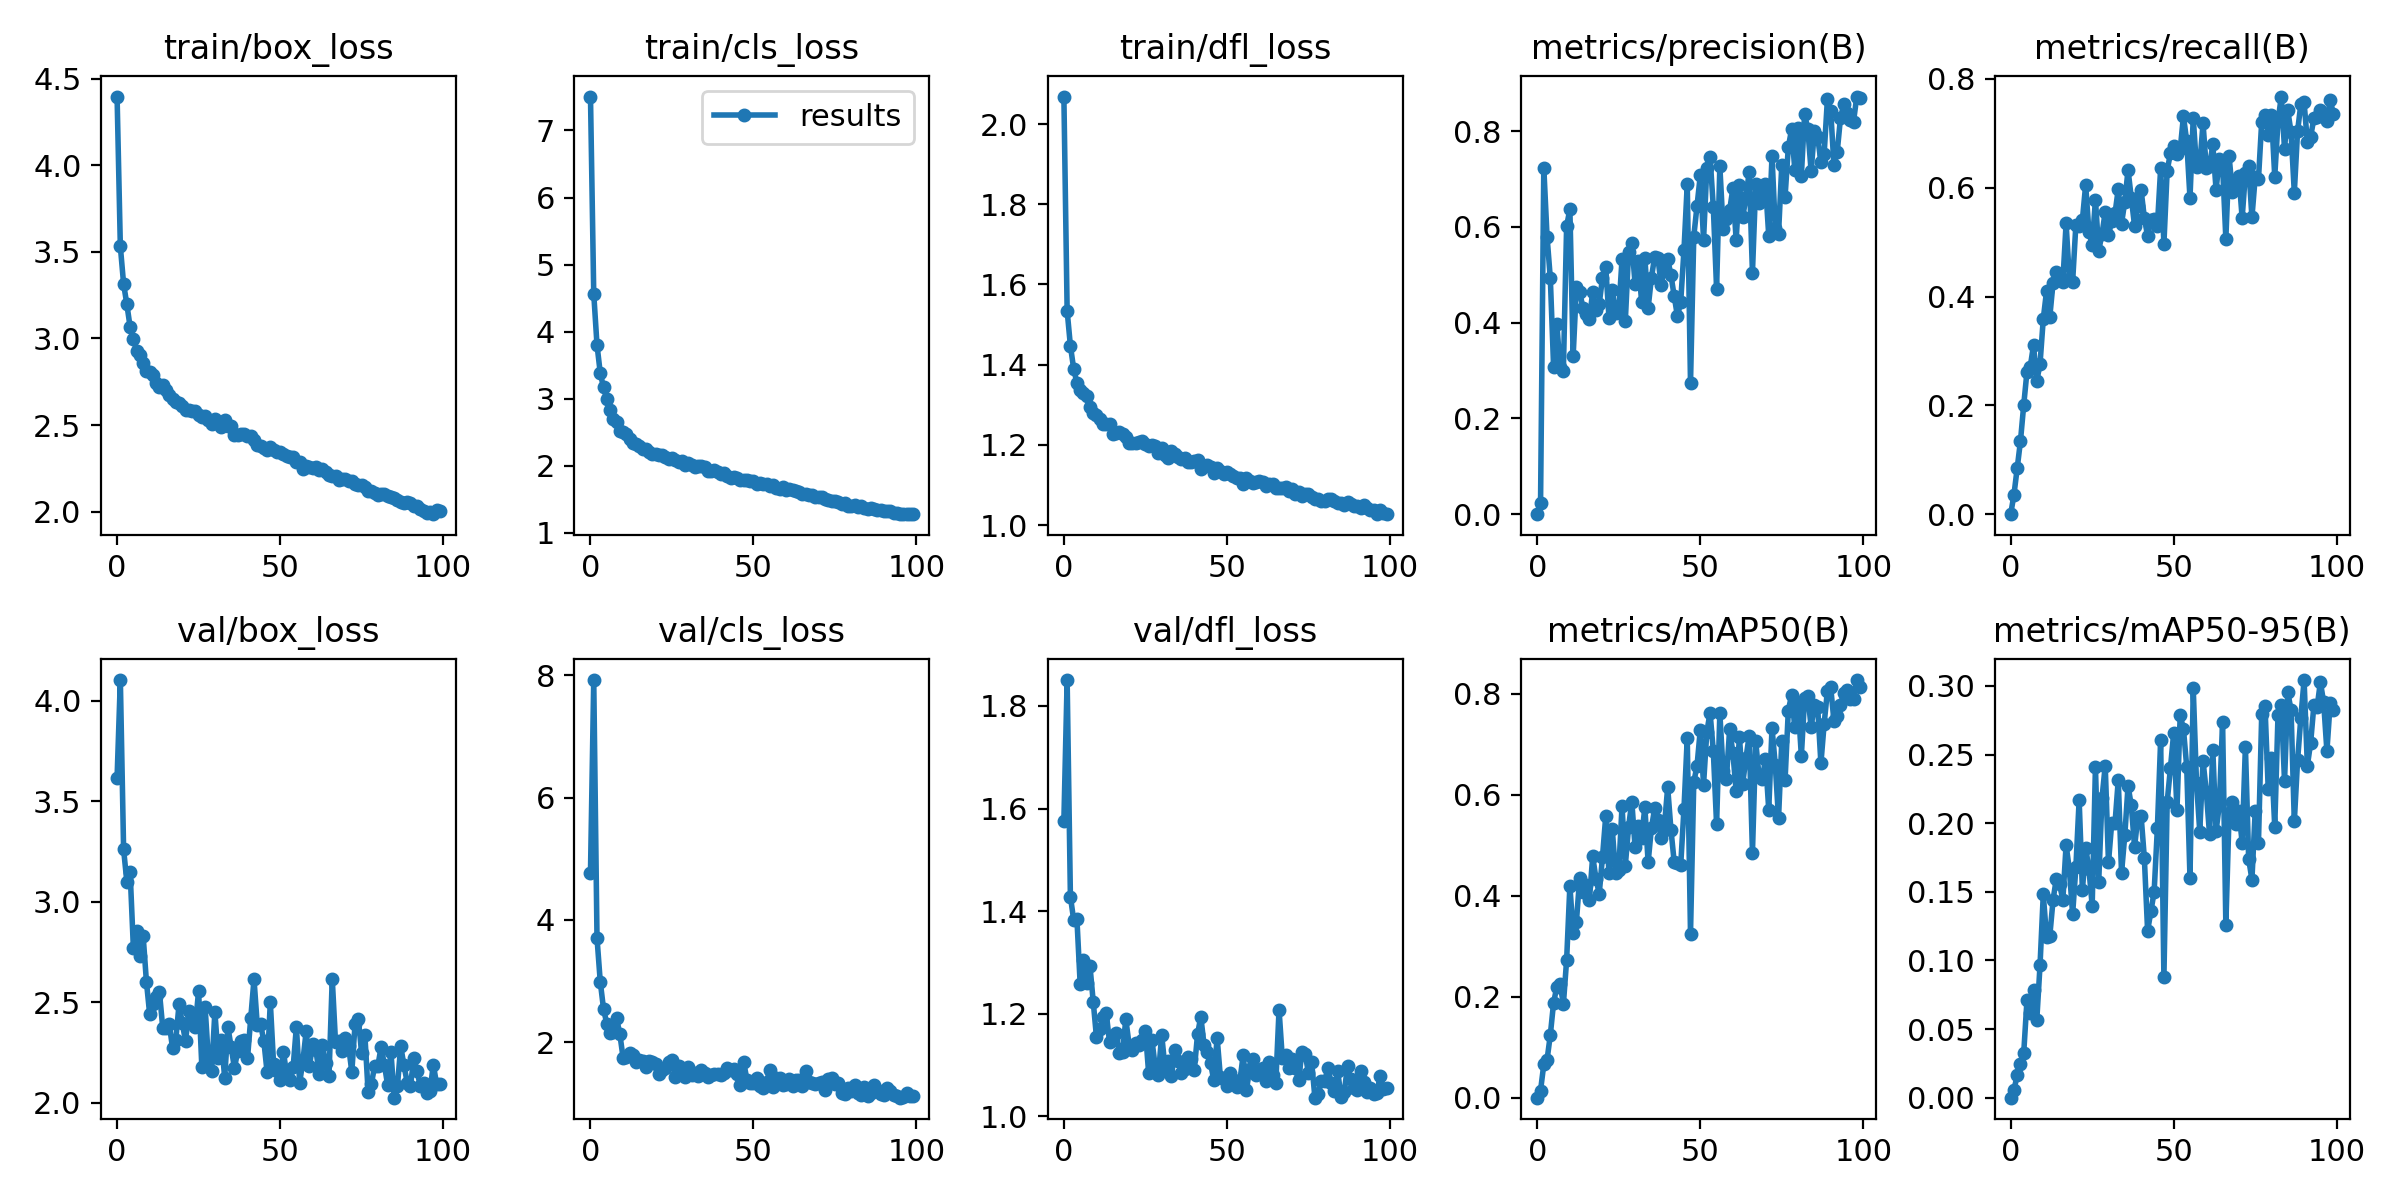 train/box_loss
4.5
4.0
3.5
3.0
2.5
2.0
0 50 100
train/cls_loss
results
7
6
5
4
3
2
1
0 50 100
train/dfl_loss
2.0
1.8
1.6
1.4
1.2
1.0
0 50 100
metrics/precision(B)
0.8
0.6
0.4
0.2
0.0
0 50 100
metrics/recall(B)
0.8
0.6
0.4
0.2
0.0
0 50 100
val/box_loss
4.0
3.5
3.0
2.5
2.0
0 50 100
val/cls_loss
8
6
4
2
0 50 100
val/dfl_loss
1.8
1.6
1.4
1.2
1.0
0 50 100
metrics/mAP50(B)
0.8
0.6
0.4
0.2
0.0
0 50 100
metrics/mAP50-95(B)
0.30
0.25
0.20
0.15
0.10
0.05
0.00
0 50 100